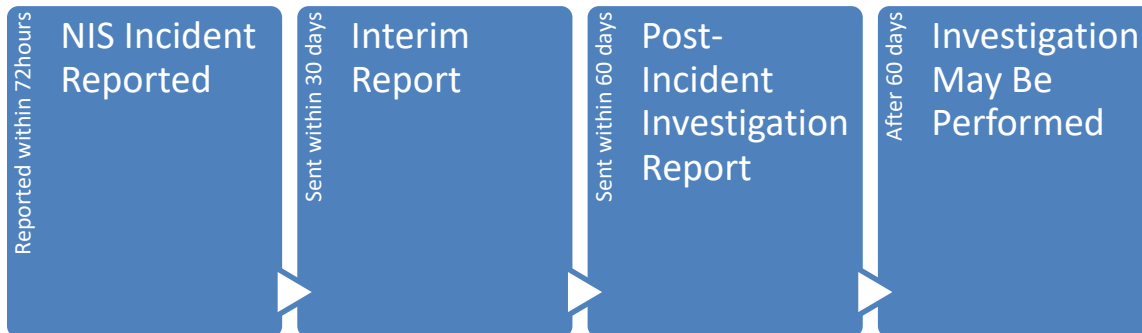 Reported within 72hours
NIS Incident
Reported
Sent within 30 days
Interim
Report
Sent within 60 days
Post-
Incident
Investigation
Report
After 60 days
Investigation
May Be
Performed